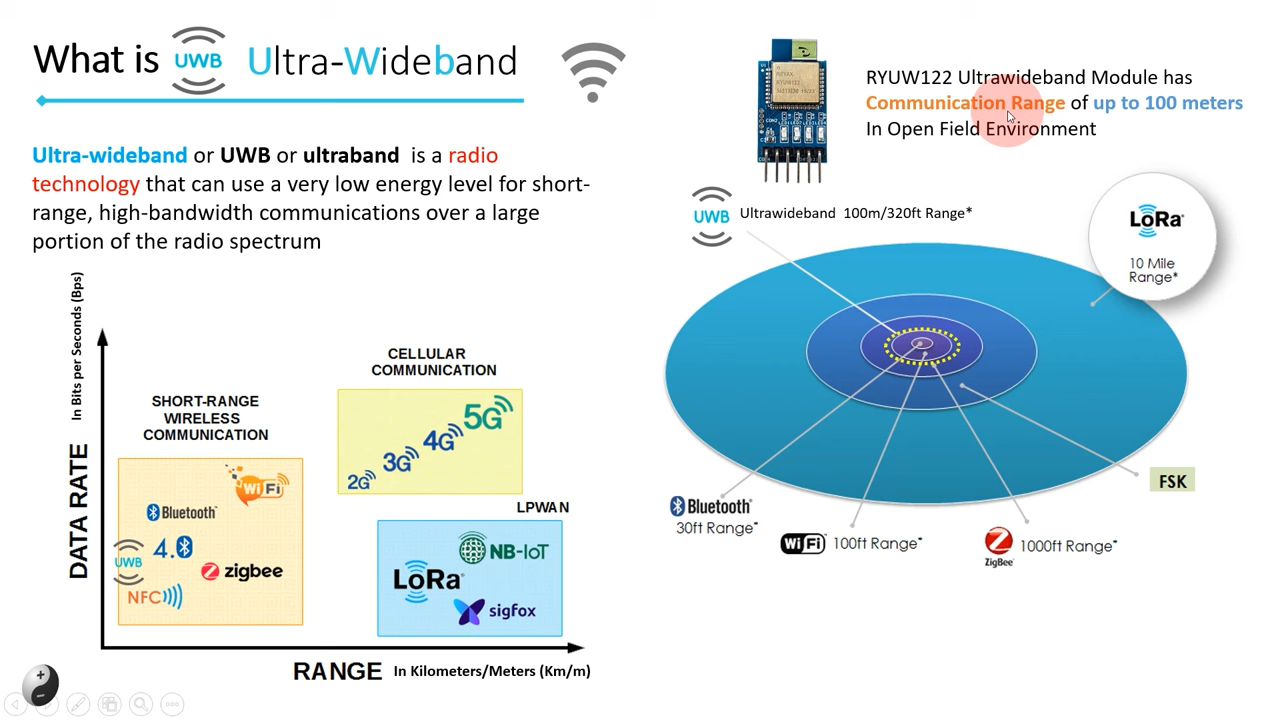 What is UWB Ultra-Wideband
Ultra-wideband or UWB or ultraband is a radio
technology that can use a very low energy level for short-
range, high-bandwidth communications over a large
portion of the radio spectrum
RYUW122 Ultrawideband Module has
Communication Range of up to 100 meters
In Open Field Environment
UWB Ultrawideband 100m/320ft Range*
LoRa
10 Mile
Range*
FSK
Bluetooth
30ft Range*
WiFi 100ft Range*
ZigBee 1000ft Range*
DATA RATE In Bits per Seconds (Bps)
SHORT-RANGE
WIRELESS
COMMUNICATION
WiFi
Bluetooth
4.0
UWB
zigbee
NFC
CELLULAR
COMMUNICATION
2G 3G 4G 5G
LPWAN
NB-IoT
LoRa
sigfox
RANGE In Kilometers/Meters (Km/m)